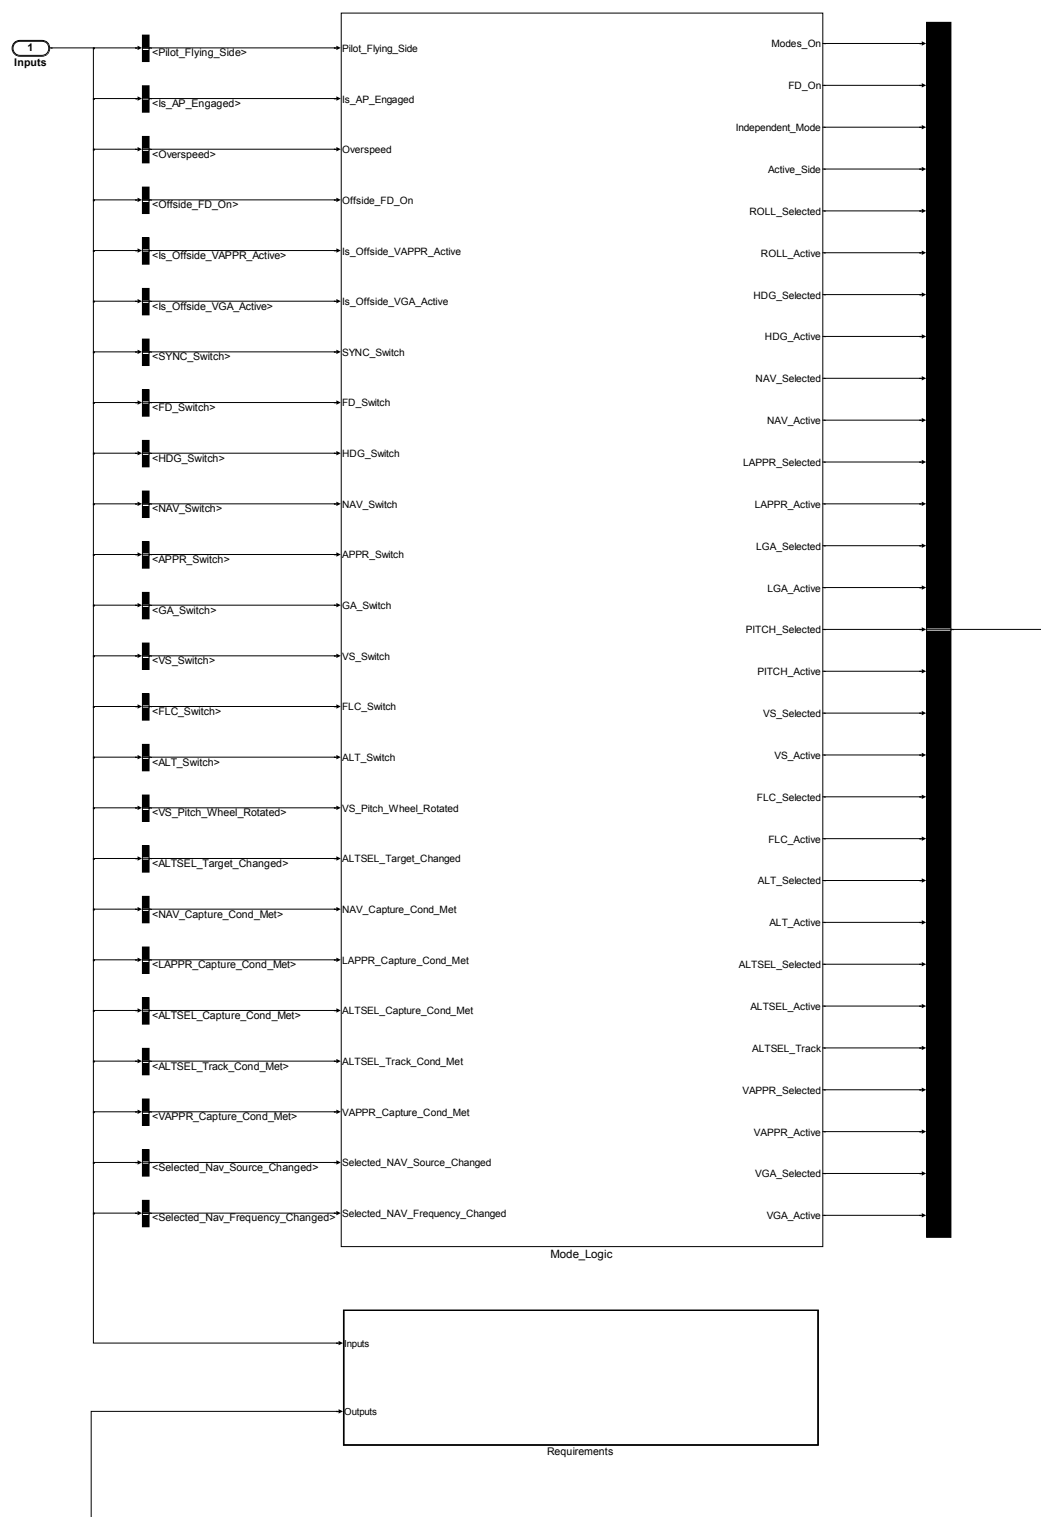 1
Inputs
<Pilot_Flying_Side>
<Is_AP_Engaged>
<Overspeed>
<Offside_FD_On>
<Is_Offside_VAPPR_Active>
<Is_Offside_VGA_Active>
<SYNC_Switch>
<FD_Switch>
<HDG_Switch>
<NAV_Switch>
<APPR_Switch>
<GA_Switch>
<VS_Switch>
<FLC_Switch>
<ALT_Switch>
<VS_Pitch_Wheel_Rotated>
<ALTSEL_Target_Changed>
<NAV_Capture_Cond_Met>
<LAPPR_Capture_Cond_Met>
<ALTSEL_Capture_Cond_Met>
<ALTSEL_Track_Cond_Met>
<VAPPR_Capture_Cond_Met>
<Selected_Nav_Source_Changed>
<Selected_Nav_Frequency_Changed>
Pilot_Flying_Side
Is_AP_Engaged
Overspeed
Offside_FD_On
Is_Offside_VAPPR_Active
Is_Offside_VGA_Active
SYNC_Switch
FD_Switch
HDG_Switch
NAV_Switch
APPR_Switch
GA_Switch
VS_Switch
FLC_Switch
ALT_Switch
VS_Pitch_Wheel_Rotated
ALTSEL_Target_Changed
NAV_Capture_Cond_Met
LAPPR_Capture_Cond_Met
ALTSEL_Capture_Cond_Met
ALTSEL_Track_Cond_Met
VAPPR_Capture_Cond_Met
Selected_NAV_Source_Changed
Selected_NAV_Frequency_Changed
Modes_On
FD_On
Independent_Mode
Active_Side
ROLL_Selected
ROLL_Active
HDG_Selected
HDG_Active
NAV_Selected
NAV_Active
LAPPR_Selected
LAPPR_Active
LGA_Selected
LGA_Active
PITCH_Selected
PITCH_Active
VS_Selected
VS_Active
FLC_Selected
FLC_Active
ALT_Selected
ALT_Active
ALTSEL_Selected
ALTSEL_Active
ALTSEL_Track
VAPPR_Selected
VAPPR_Active
VGA_Selected
VGA_Active
Mode_Logic
Inputs
Outputs
Requirements